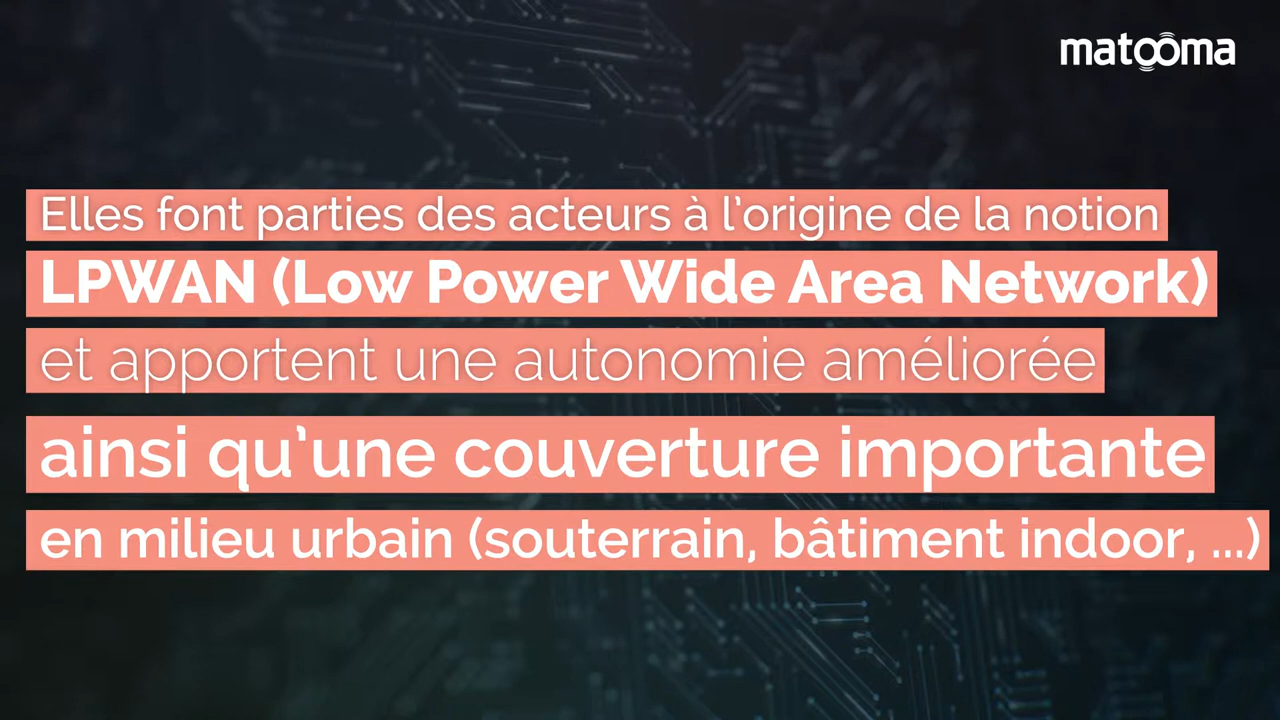 matooma
Elles font parties des acteurs à l’origine de la notion
LPWAN (Low Power Wide Area Network)
et apportent une autonomie améliorée
ainsi qu’une couverture importante
en milieu urbain (souterrain, bâtiment indoor, ...)